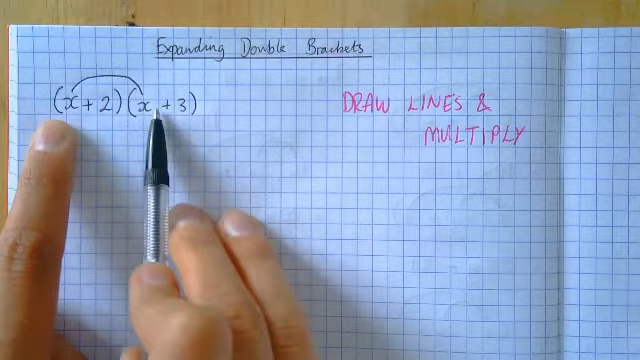 Expanding Double Brackets
(x + 2)(x + 3)
DRAW LINES &
MULTIPLY